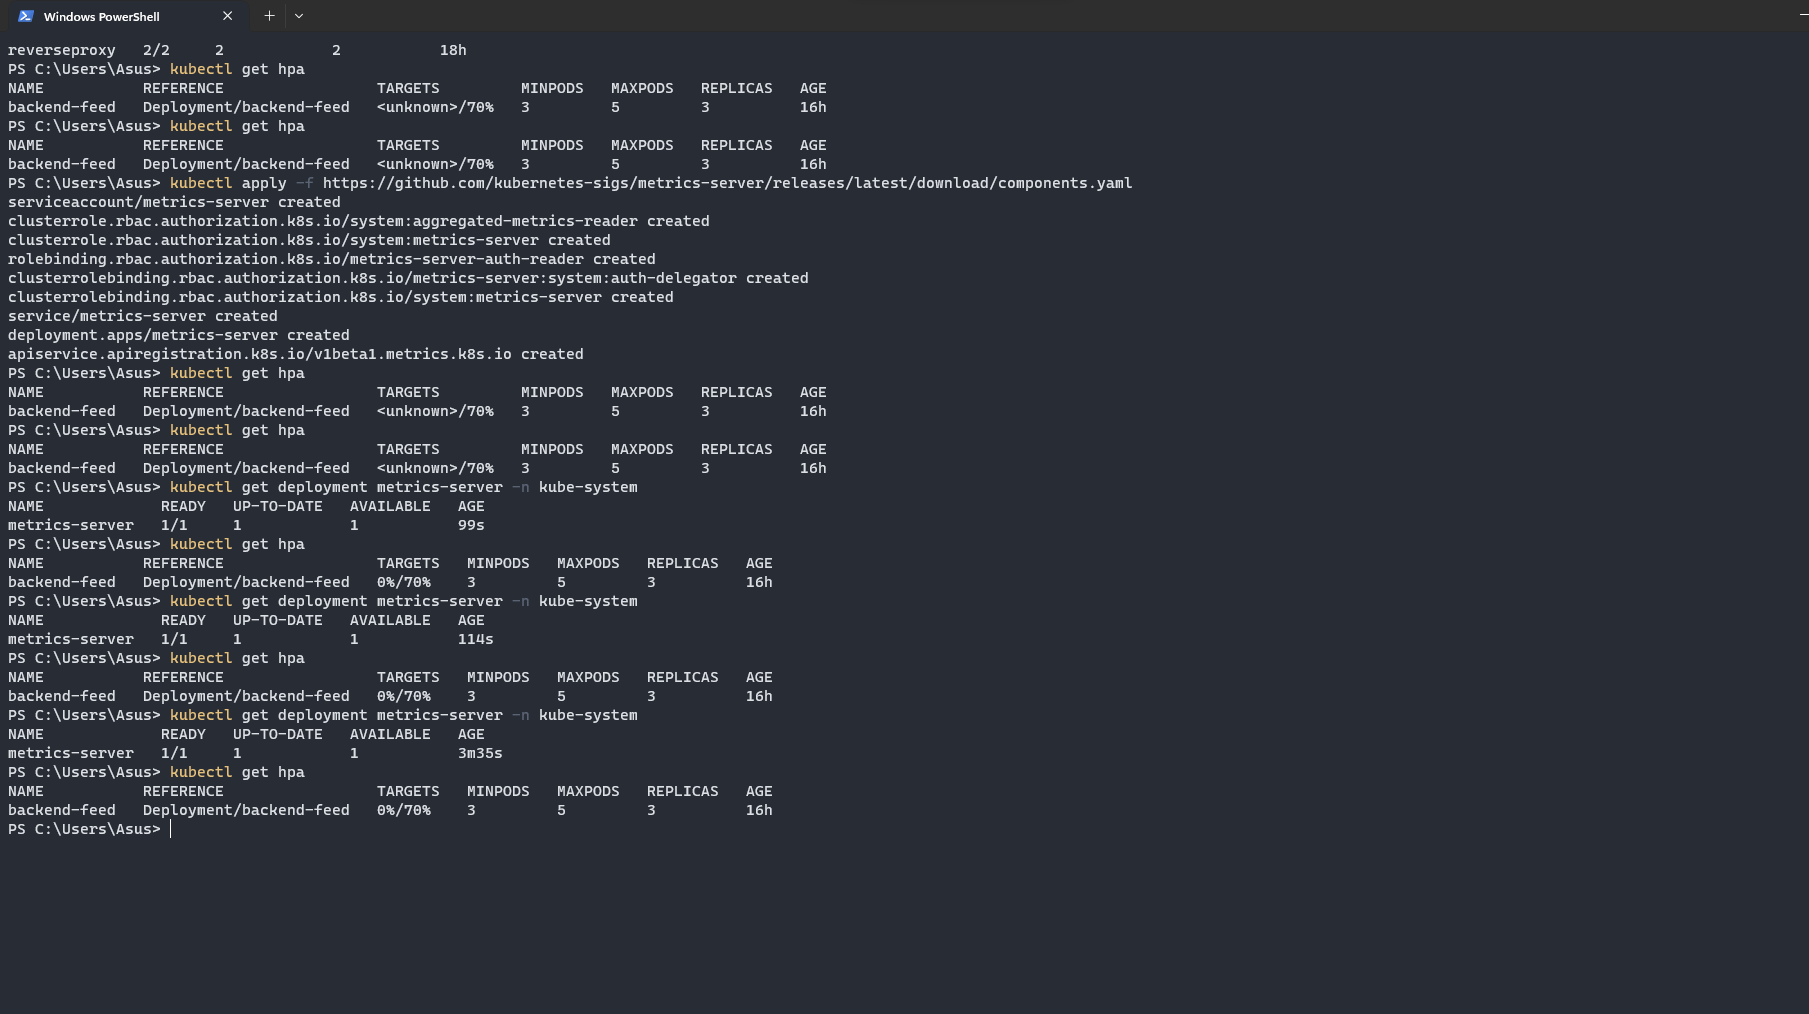 Windows PowerShell
reverseproxy   2/2     2            2           18h
PS C:\Users\Asus> kubectl get hpa
NAME           REFERENCE                 TARGETS         MINPODS   MAXPODS   REPLICAS   AGE
backend-feed   Deployment/backend-feed   <unknown>/70%   3         5         3          16h
PS C:\Users\Asus> kubectl get hpa
NAME           REFERENCE                 TARGETS         MINPODS   MAXPODS   REPLICAS   AGE
backend-feed   Deployment/backend-feed   <unknown>/70%   3         5         3          16h
PS C:\Users\Asus> kubectl apply -f https://github.com/kubernetes-sigs/metrics-server/releases/latest/download/components.yaml
serviceaccount/metrics-server created
clusterrole.rbac.authorization.k8s.io/system:aggregated-metrics-reader created
clusterrole.rbac.authorization.k8s.io/system:metrics-server created
rolebinding.rbac.authorization.k8s.io/metrics-server-auth-reader created
clusterrolebinding.rbac.authorization.k8s.io/metrics-server:system:auth-delegator created
clusterrolebinding.rbac.authorization.k8s.io/system:metrics-server created
service/metrics-server created
deployment.apps/metrics-server created
apiservice.apiregistration.k8s.io/v1beta1.metrics.k8s.io created
PS C:\Users\Asus> kubectl get hpa
NAME           REFERENCE                 TARGETS         MINPODS   MAXPODS   REPLICAS   AGE
backend-feed   Deployment/backend-feed   <unknown>/70%   3         5         3          16h
PS C:\Users\Asus> kubectl get hpa
NAME           REFERENCE                 TARGETS         MINPODS   MAXPODS   REPLICAS   AGE
backend-feed   Deployment/backend-feed   <unknown>/70%   3         5         3          16h
PS C:\Users\Asus> kubectl get deployment metrics-server -n kube-system
NAME             READY   UP-TO-DATE   AVAILABLE   AGE
metrics-server   1/1     1            1           99s
PS C:\Users\Asus> kubectl get hpa
NAME           REFERENCE                 TARGETS   MINPODS   MAXPODS   REPLICAS   AGE
backend-feed   Deployment/backend-feed   0%/70%    3         5         3          16h
PS C:\Users\Asus> kubectl get deployment metrics-server -n kube-system
NAME             READY   UP-TO-DATE   AVAILABLE   AGE
metrics-server   1/1     1            1           114s
PS C:\Users\Asus> kubectl get hpa
NAME           REFERENCE                 TARGETS   MINPODS   MAXPODS   REPLICAS   AGE
backend-feed   Deployment/backend-feed   0%/70%    3         5         3          16h
PS C:\Users\Asus> kubectl get deployment metrics-server -n kube-system
NAME             READY   UP-TO-DATE   AVAILABLE   AGE
metrics-server   1/1     1            1           3m35s
PS C:\Users\Asus> kubectl get hpa
NAME           REFERENCE                 TARGETS   MINPODS   MAXPODS   REPLICAS   AGE
backend-feed   Deployment/backend-feed   0%/70%    3         5         3          16h
PS C:\Users\Asus>